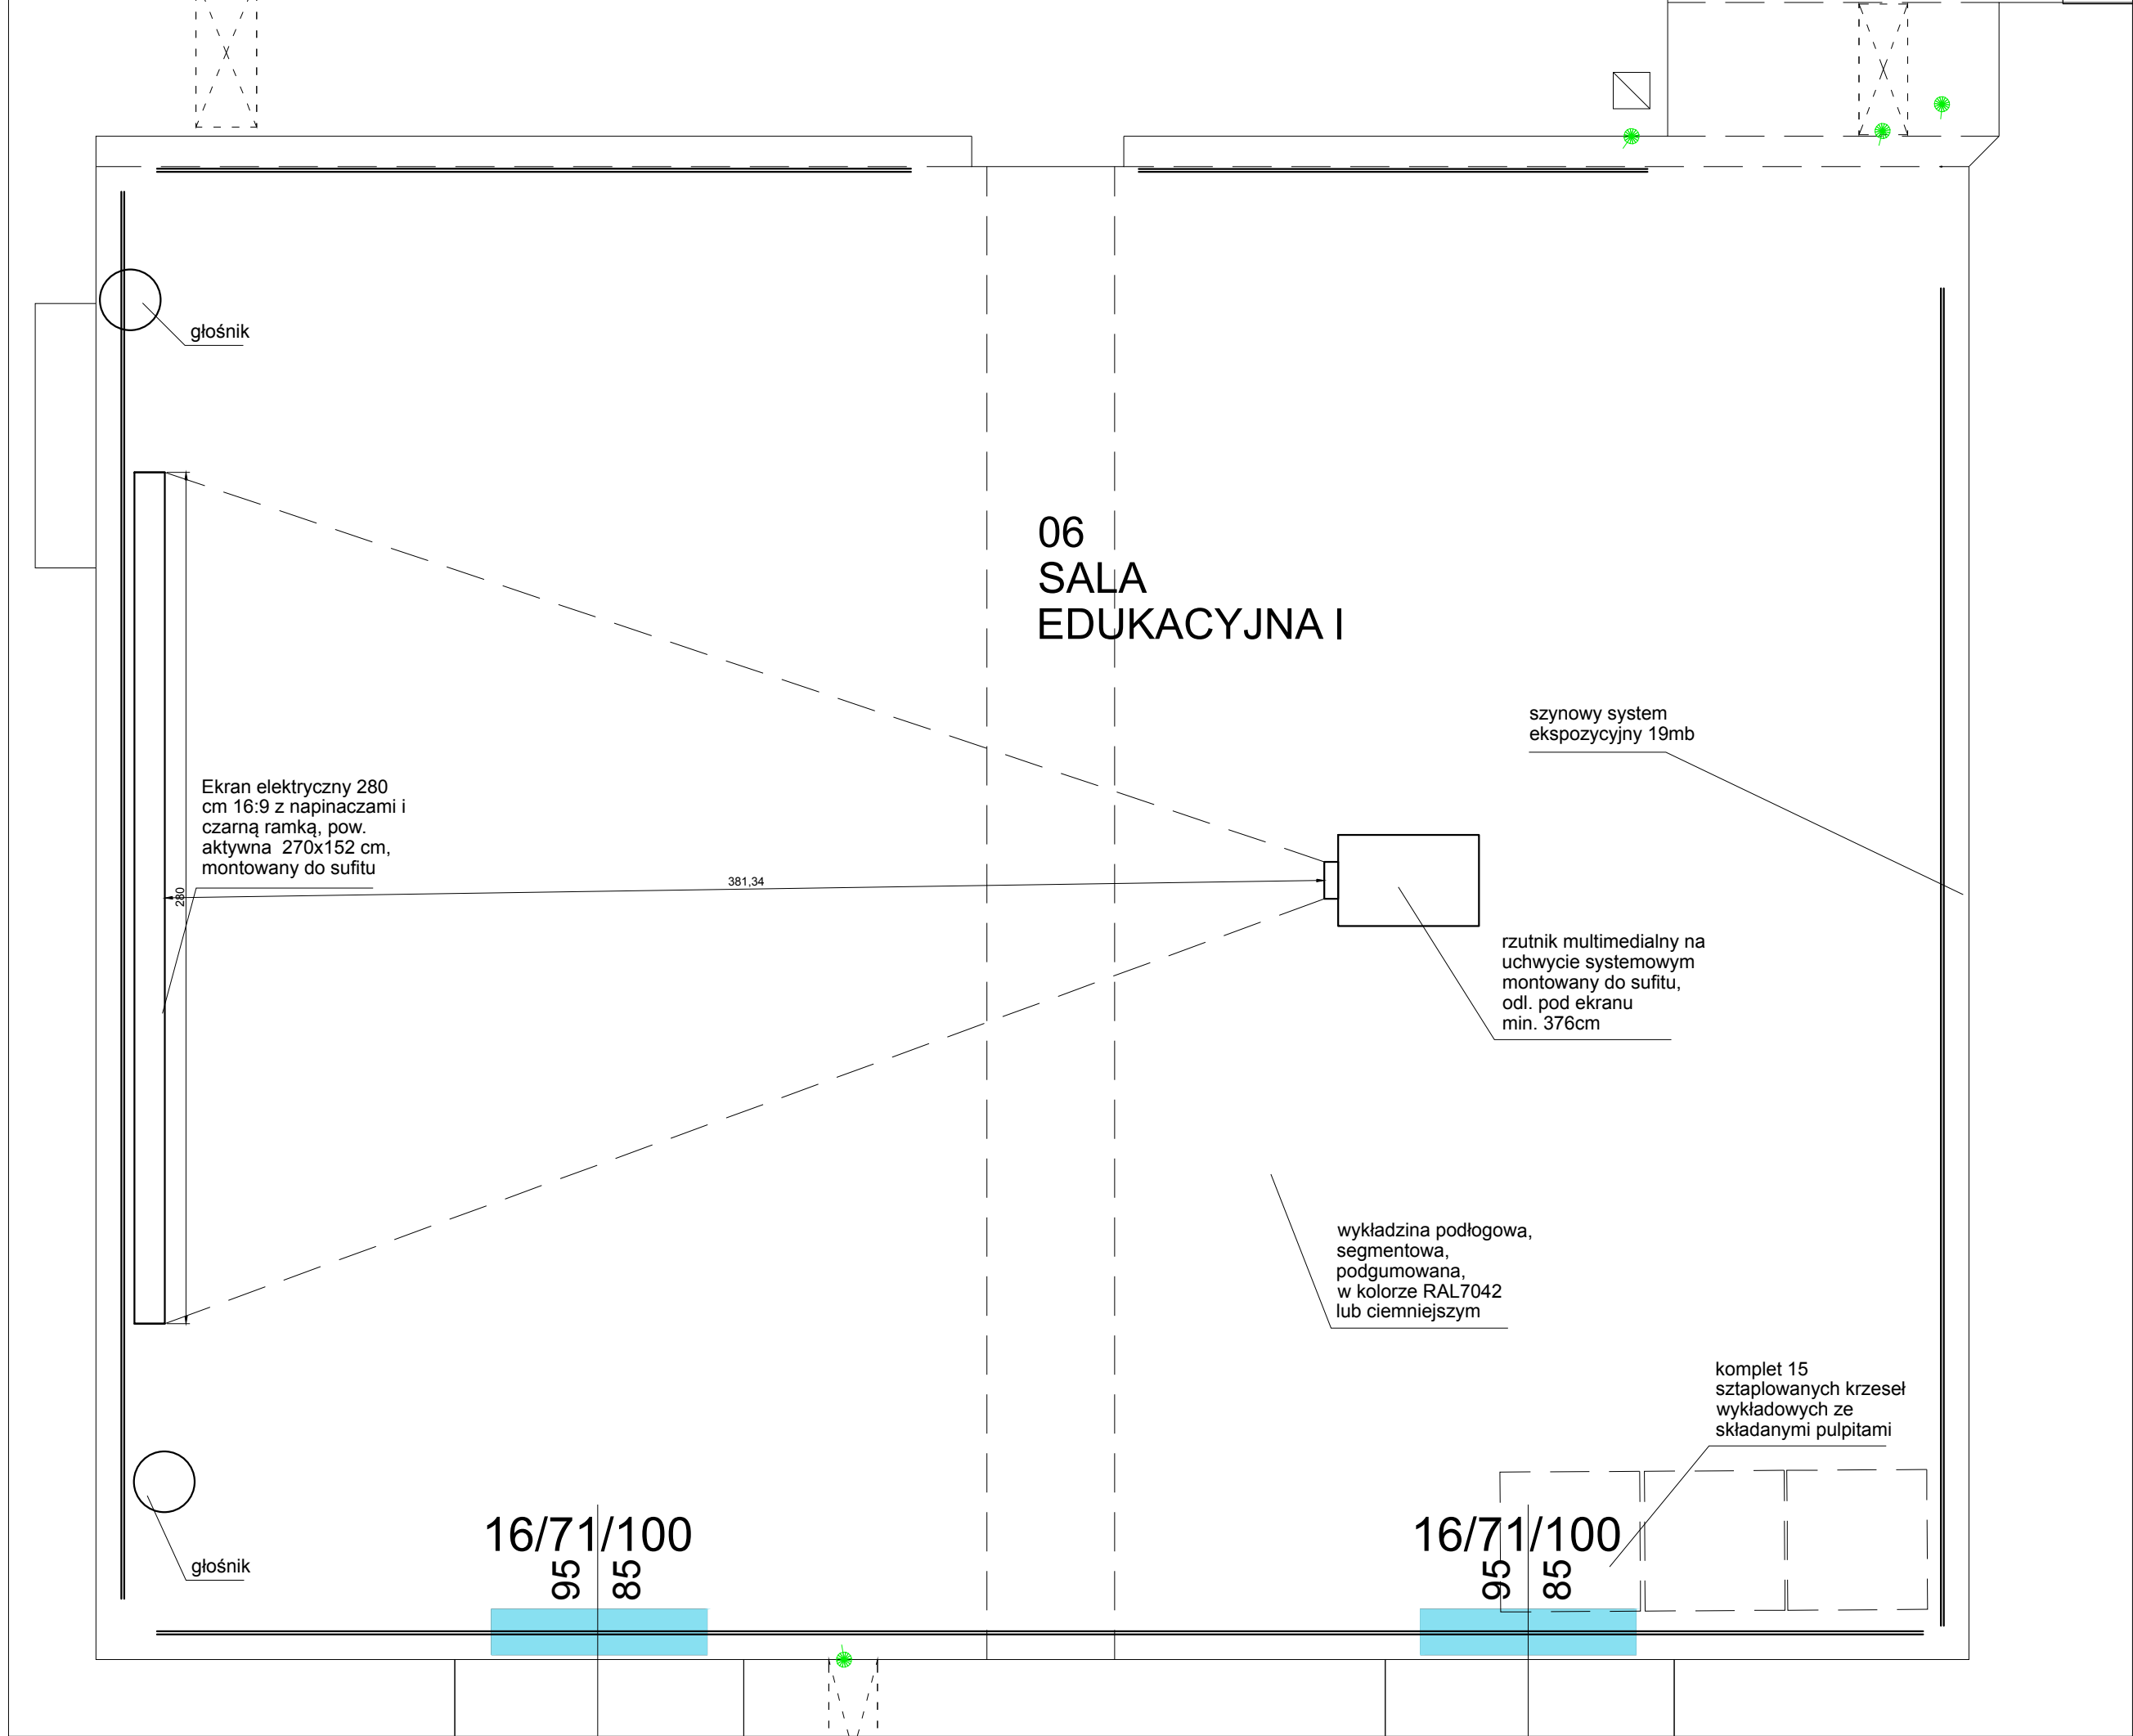 głośnik
06
SALA
EDUKACYJNA I
szynowy system
ekspozycyjny 19mb
Ekran elektryczny 280
cm 16:9 z napinaczami i
czarną ramką, pow.
aktywna 270x152 cm,
montowany do sufitu
280
381,34
rzutnik multimedialny na
uchwycie systemowym
montowany do sufitu,
odl. pod ekranu
min. 376cm
wykładzina podłogowa,
segmentowa,
podgumowana,
w kolorze RAL7042
lub ciemniejszym
komplet 15
sztaplowanych krzeseł
wykładowych ze
składanymi pulpitami
głośnik
16/71/100
95
85
16/71/100
95
85